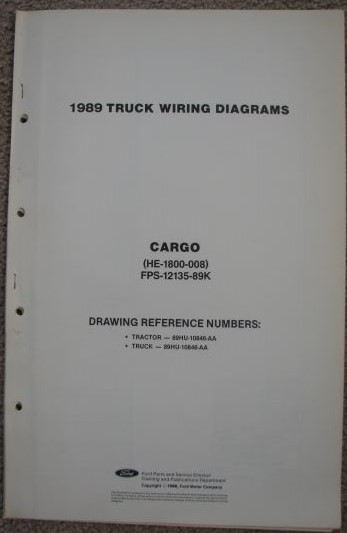 1989 TRUCK WIRING DIAGRAMS
CARGO
(HE-1800-008)
FPS-12135-89K
DRAWING REFERENCE NUMBERS:
• TRACTOR — 89HU-10846-AA
• TRUCK — 89HU-10846-AA
Ford
Ford Parts and Service Division
Training and Publications Department
Copyright © 1988, Ford Motor Company